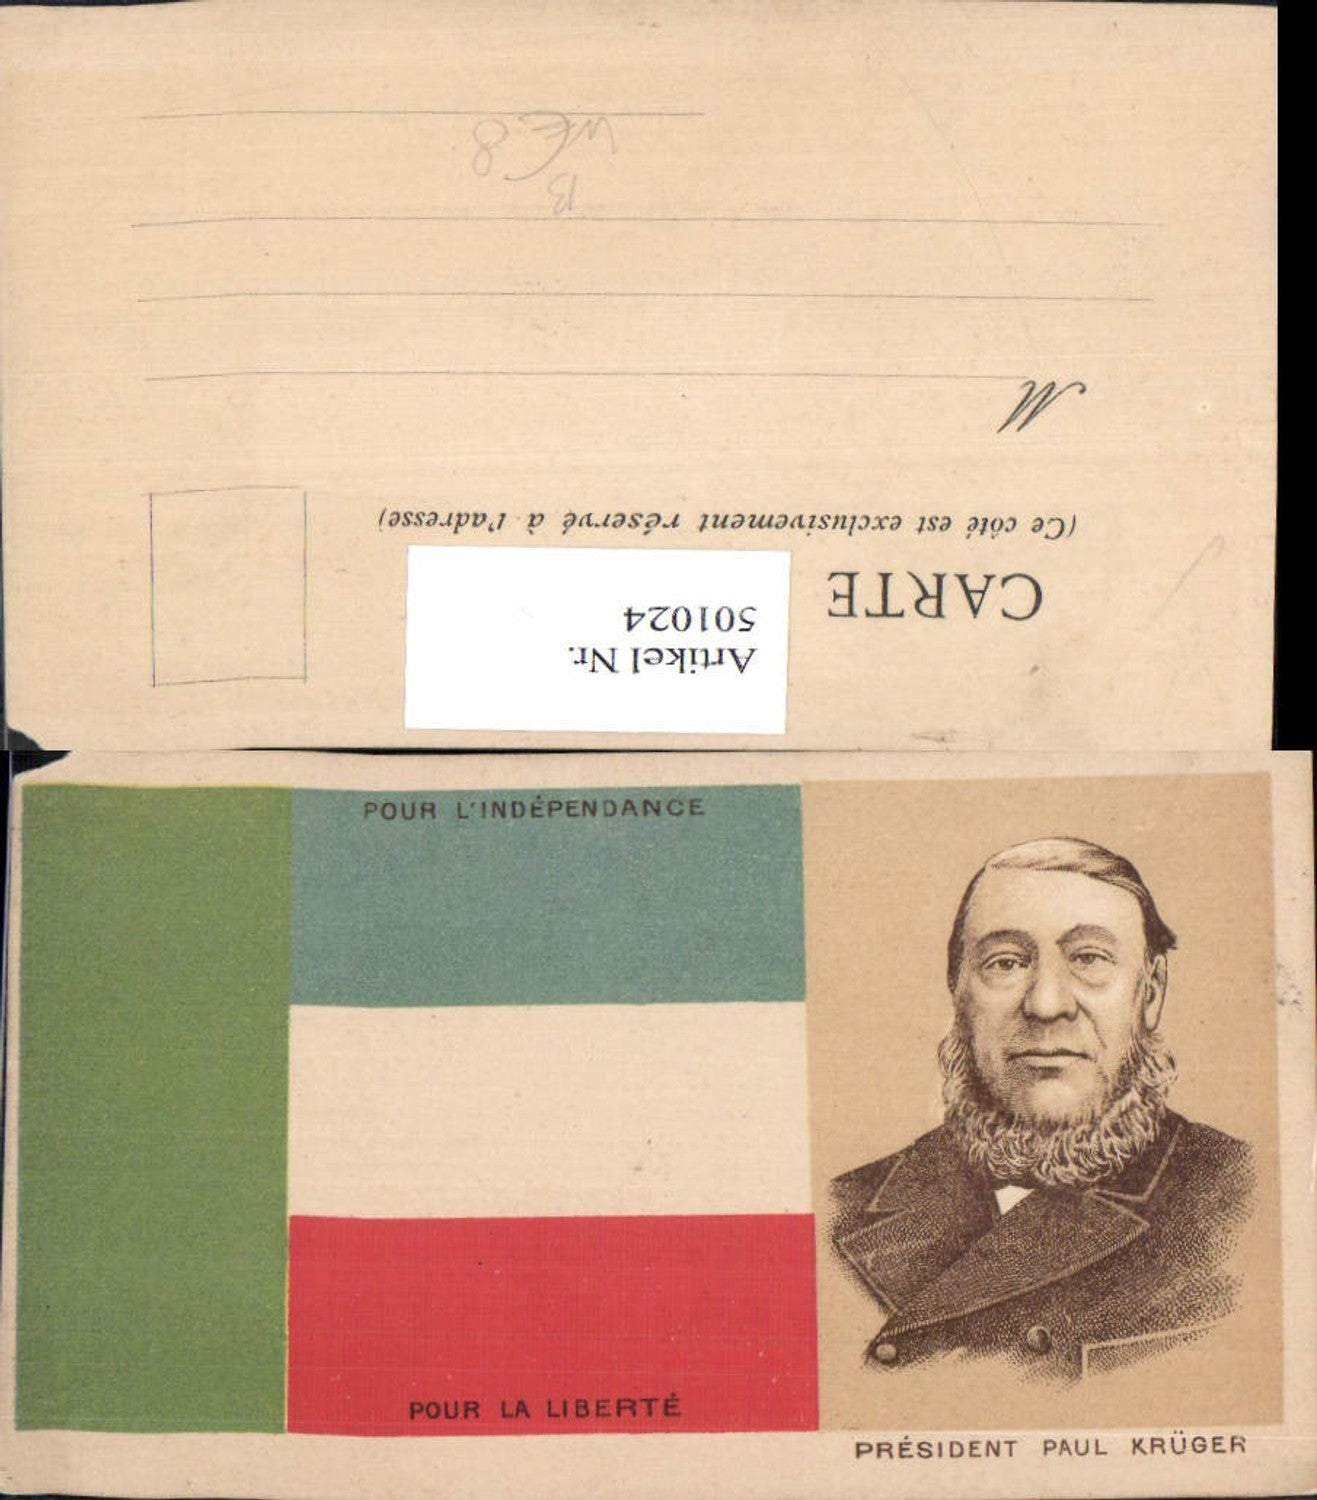 CARTE
(Ce côté est exclusivement réservé à l'adresse)
M
Artikel Nr.
501024
POUR L'INDÉPENDANCE
POUR LA LIBERTÉ
PRÉSIDENT PAUL KRÜGER